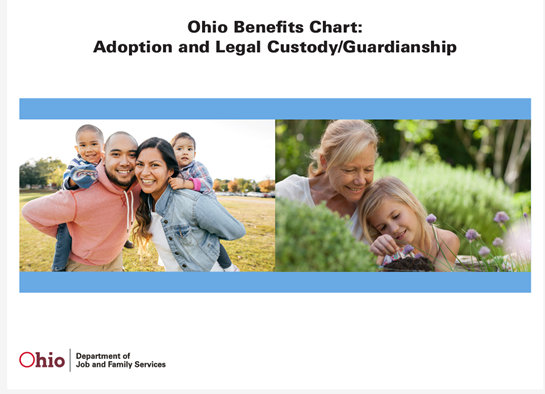 Ohio Benefits Chart:
Adoption and Legal Custody/Guardianship
Ohio
Department of
Job and Family Services